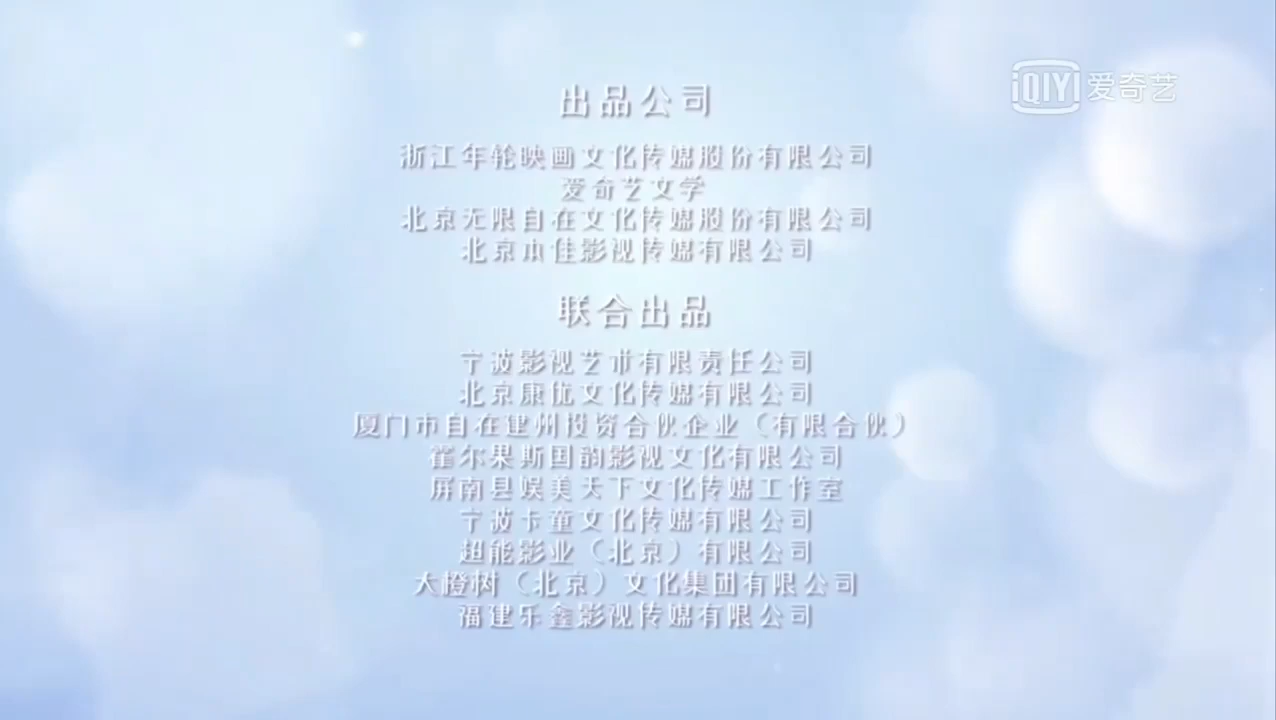 出品公司
iQIYI 爱奇艺
浙江年轮映画文化传媒股份有限公司
爱奇艺文学
北京无限自在文化传媒股份有限公司
北京本佳影视传媒有限公司
联合出品
宁波影视艺术有限责任公司
北京康优文化传媒有限公司
厦门市自在建州投资合伙企业（有限合伙）
霍尔果斯国韵影视文化有限公司
屏南县娱美天下文化传媒工作室
宁波卡童文化传媒有限公司
超能影业（北京）有限公司
大橙树（北京）文化集团有限公司
福建乐鑫影视传媒有限公司